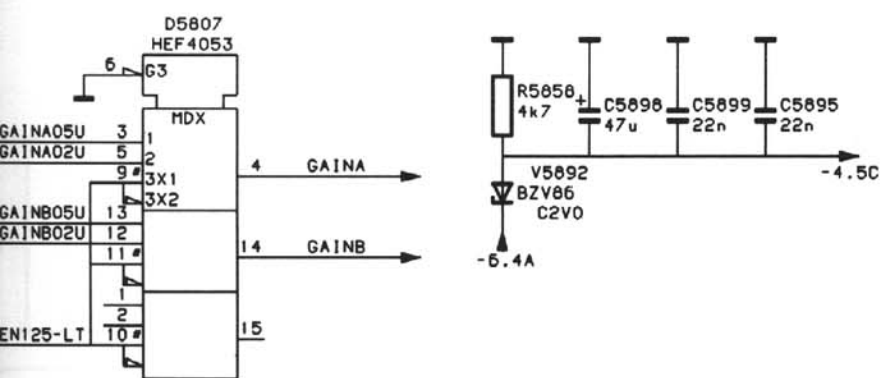 D5807
HEF4053
6
G3
MDX
GAINA05U 3 1
GAINA02U 5 2
9 # 3X1
3X2
4 GAINA
GAINB05U 13
GAINB02U 12
11 #
14 GAINB
1
2
EN125-LT 10 #
15
R5858
4k7
+
C5898
47u
C5899
22n
C5895
22n
-4.5C
V5892
BZV86
C2V0
-6.4A